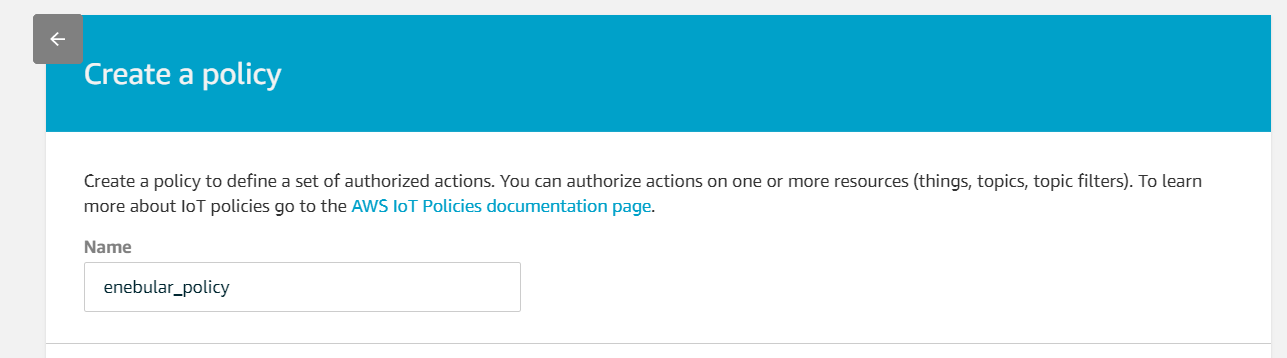 Create a policy
Create a policy to define a set of authorized actions. You can authorize actions on one or more resources (things, topics, topic filters). To learn
more about IoT policies go to the AWS IoT Policies documentation page.
Name
enebular_policy